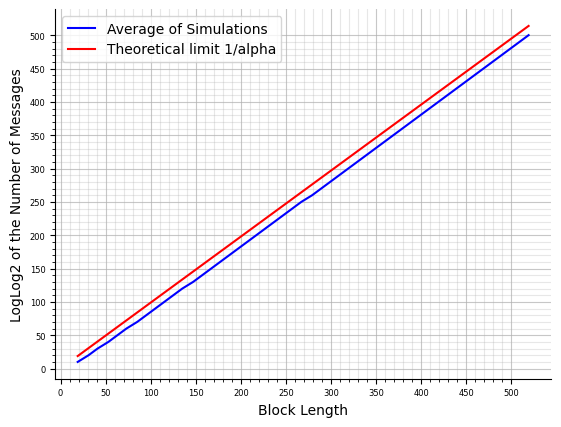 Average of Simulations
Theoretical limit 1/alpha
LogLog2 of the Number of Messages
500
450
400
350
300
250
200
150
100
50
0
0 50 100 150 200 250 300 350 400 450 500
Block Length